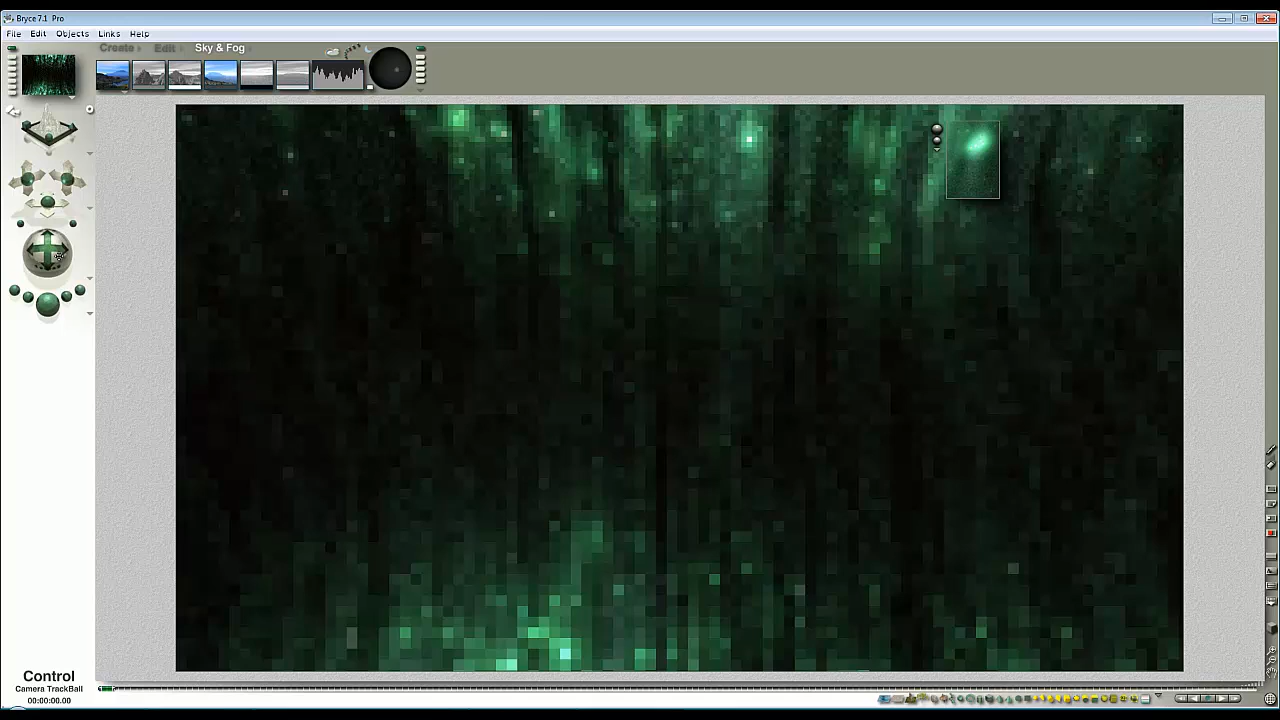 Bryce 7.1 Pro
File Edit Objects Links Help
Create Edit Sky & Fog
Control
Camera TrackBall
00:00:00.00